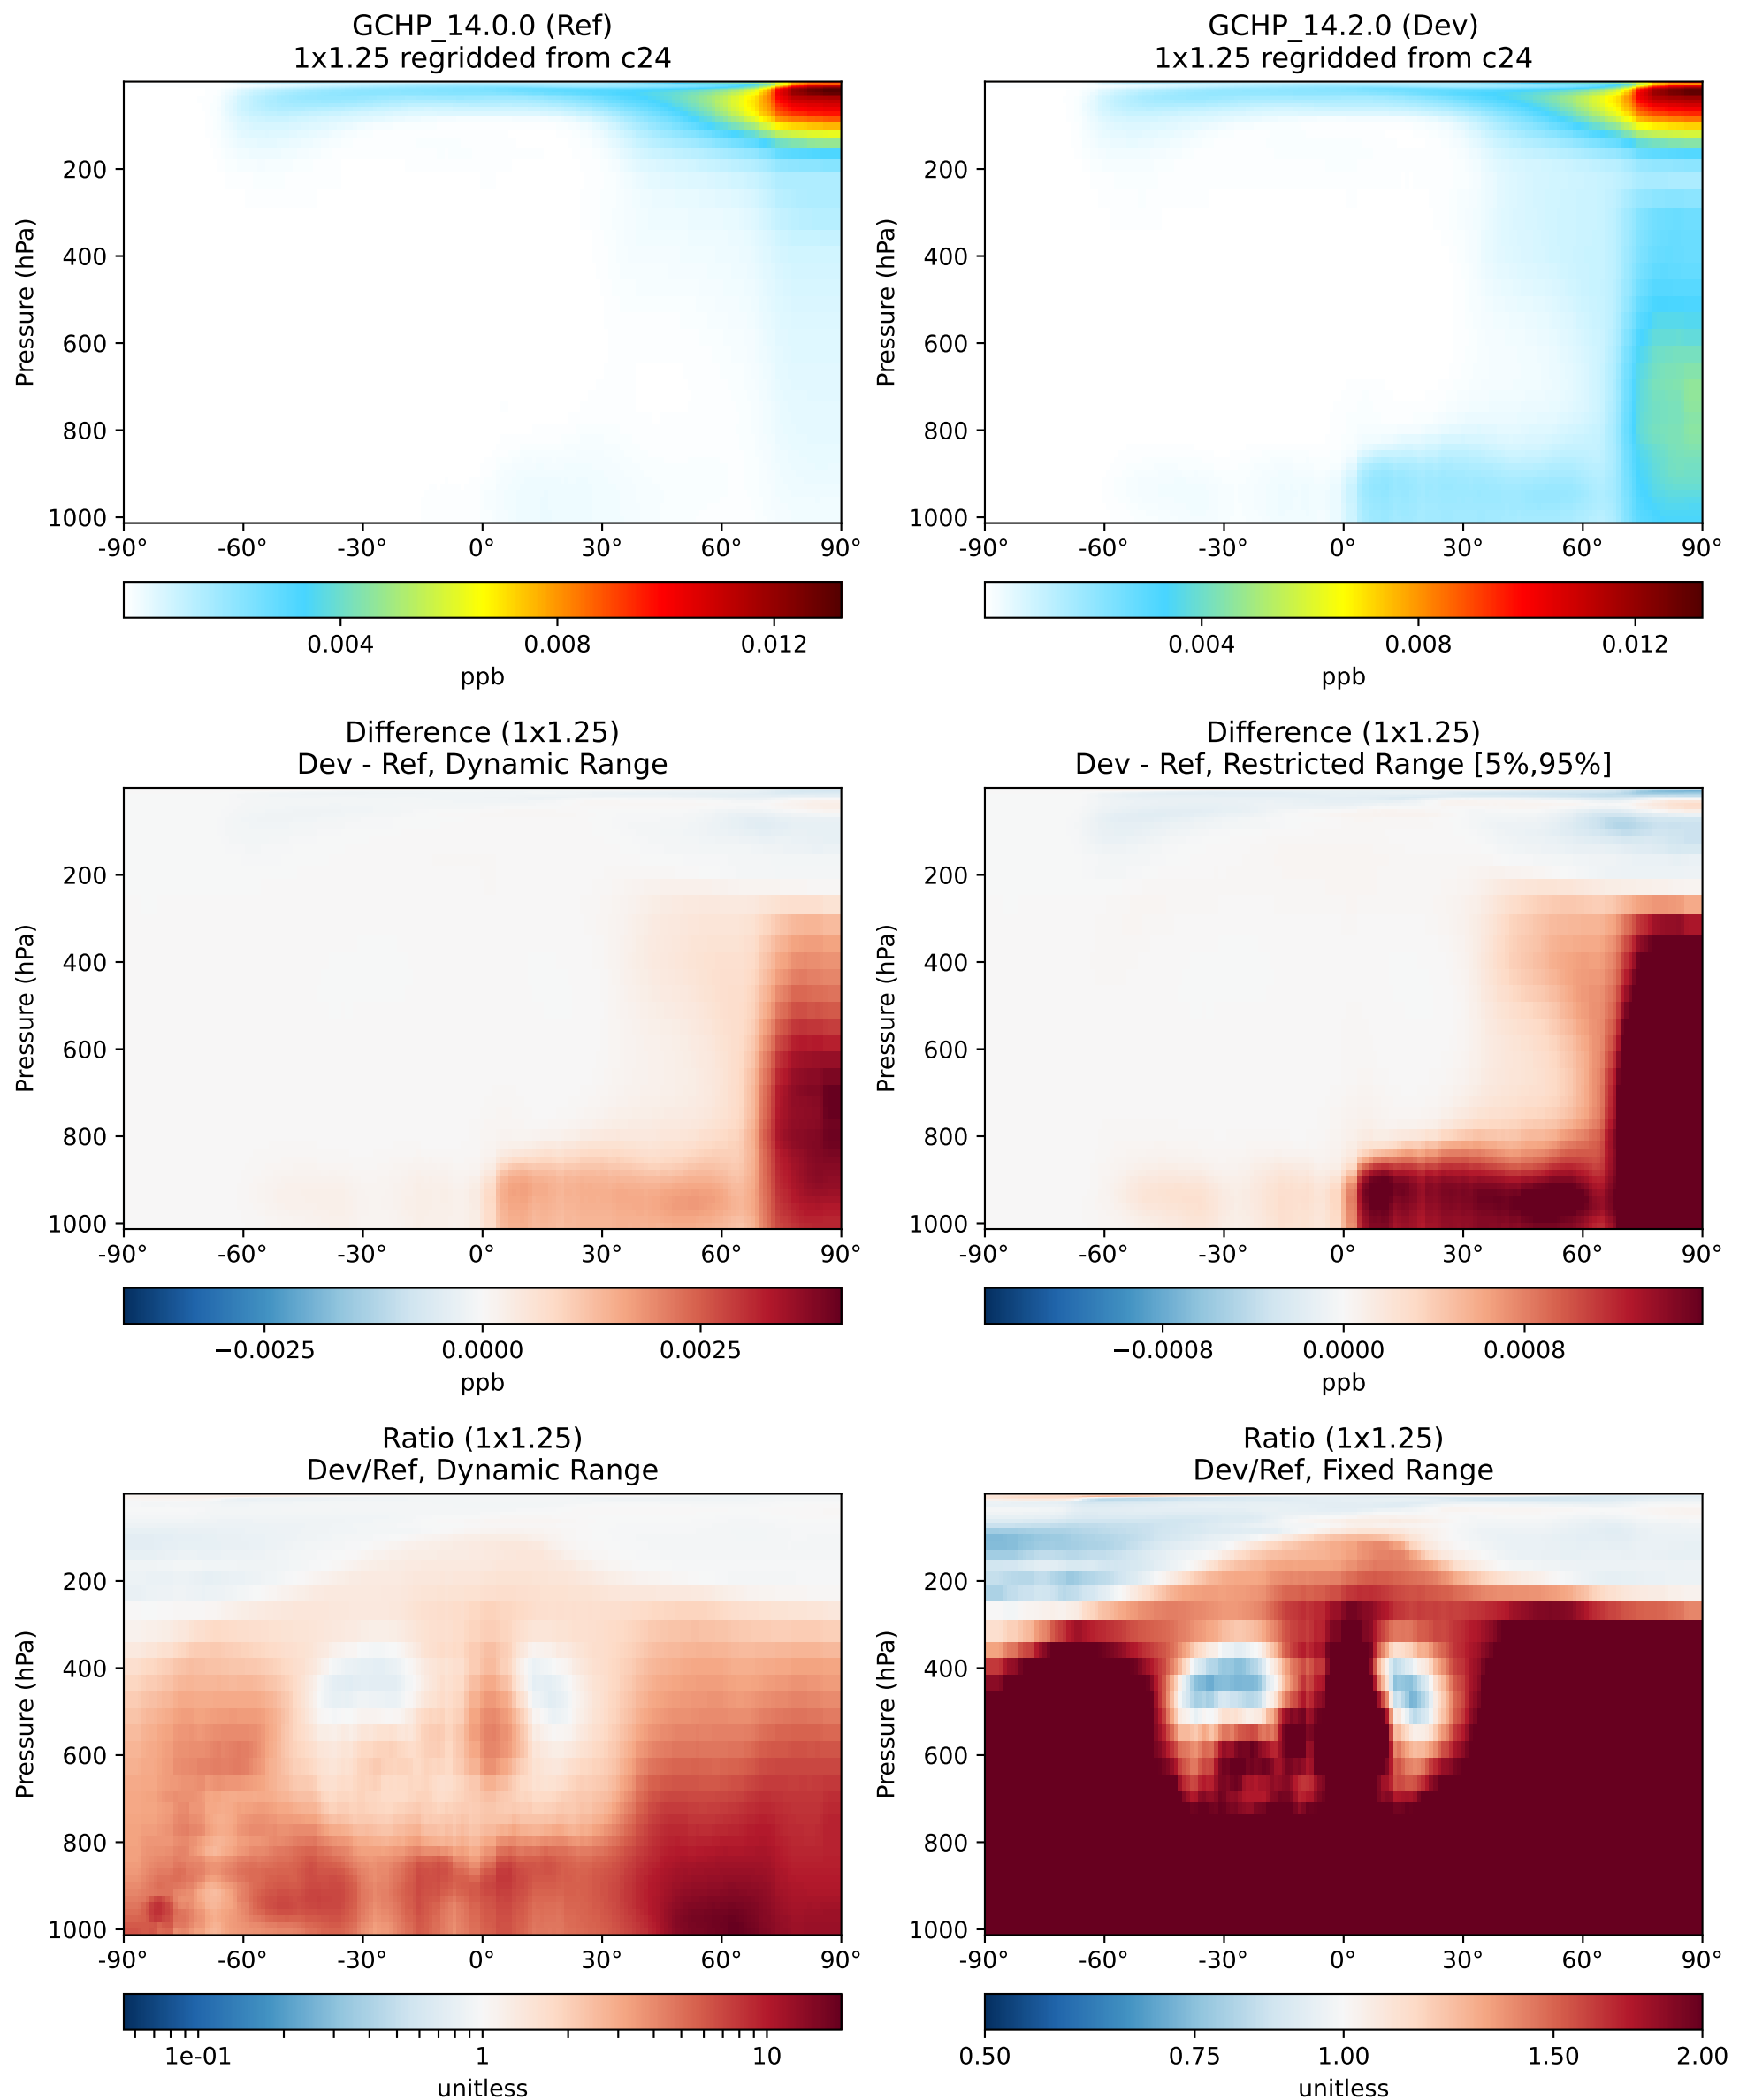 GCHP_14.0.0 (Ref)
1x1.25 regridded from c24
Pressure (hPa)
200
400
600
800
1000
-90° -60° -30° 0° 30° 60° 90°
0.004 0.008 0.012
ppb
GCHP_14.2.0 (Dev)
1x1.25 regridded from c24
Pressure (hPa)
200
400
600
800
1000
-90° -60° -30° 0° 30° 60° 90°
0.004 0.008 0.012
ppb
Difference (1x1.25)
Dev - Ref, Dynamic Range
Pressure (hPa)
200
400
600
800
1000
-90° -60° -30° 0° 30° 60° 90°
−0.0025 0.0000 0.0025
ppb
Difference (1x1.25)
Dev - Ref, Restricted Range [5%,95%]
Pressure (hPa)
200
400
600
800
1000
-90° -60° -30° 0° 30° 60° 90°
−0.0008 0.0000 0.0008
ppb
Ratio (1x1.25)
Dev/Ref, Dynamic Range
Pressure (hPa)
200
400
600
800
1000
-90° -60° -30° 0° 30° 60° 90°
1e-01 1 10
unitless
Ratio (1x1.25)
Dev/Ref, Fixed Range
Pressure (hPa)
200
400
600
800
1000
-90° -60° -30° 0° 30° 60° 90°
0.50 0.75 1.00 1.50 2.00
unitless